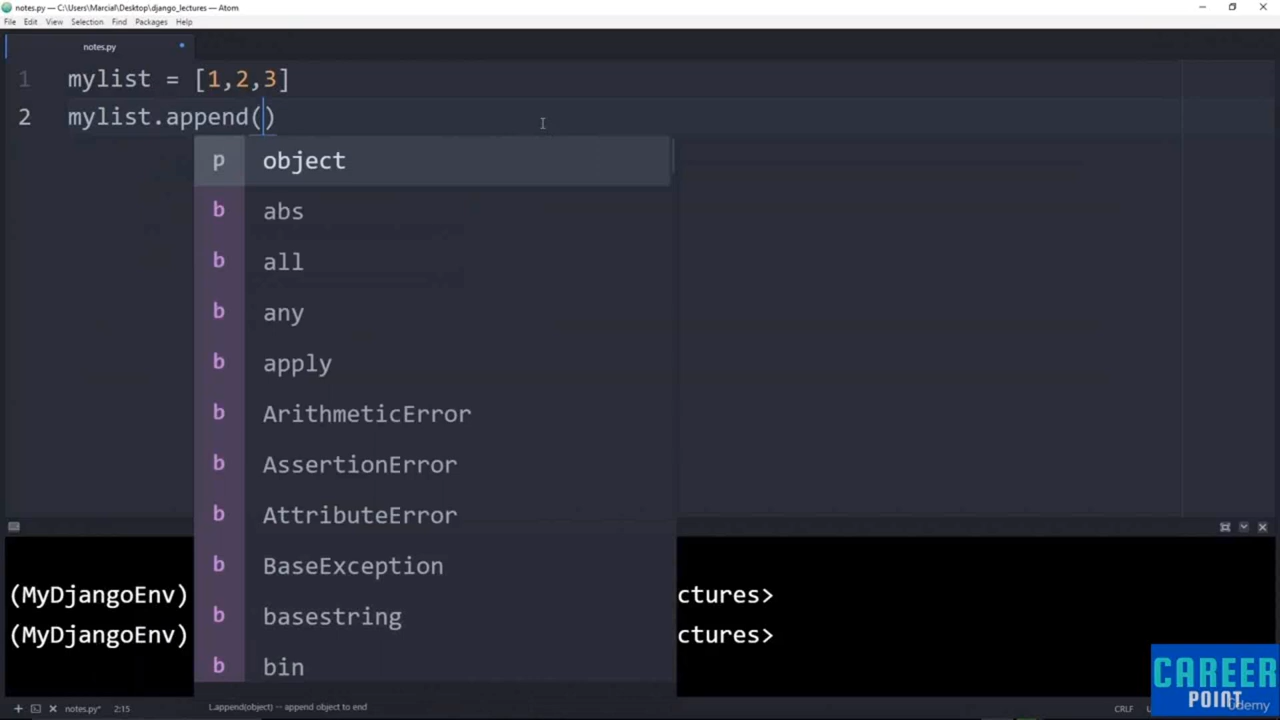 notes.py — C:\Users\Marcial\Desktop\django_lectures — Atom
File Edit View Selection Find Packages Help
notes.py
1 mylist = [1,2,3]
2 mylist.append()
p object
b abs
b all
b any
b apply
b ArithmeticError
b AssertionError
b AttributeError
b BaseException
b basestring
b bin
(MyDjangoEnv) ctures>
(MyDjangoEnv) ctures>
notes.py* 2:15 L.append(object) — append object to end CRLF
CAREER
POINT
Udemy